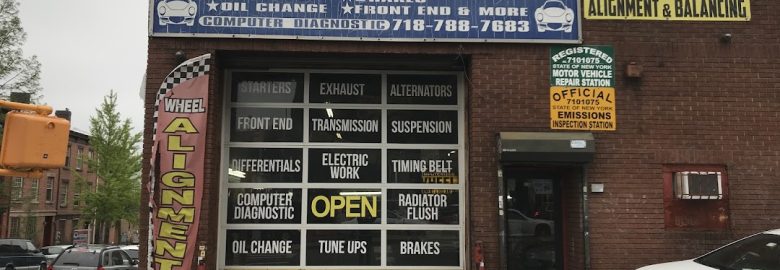 ★OIL CHANGE ★FRONT END & MORE
COMPUTER DIAGNOSTIC 718-788-7683
ALIGNMENT & BALANCING
REGISTERED
7101075
STATE OF NEW YORK
MOTOR VEHICLE
REPAIR STATION
OFFICIAL
7101075
STATE OF NEW YORK
EMISSIONS
INSPECTION STATION
WHEEL
ALIGNMENT
STARTERS
EXHAUST
ALTERNATORS
FRONT END
TRANSMISSION
SUSPENSION
DIFFERENTIALS
ELECTRIC
WORK
TIMING BELT
COMPUTER
DIAGNOSTIC
OPEN
RADIATOR
FLUSH
OIL CHANGE
TUNE UPS
BRAKES